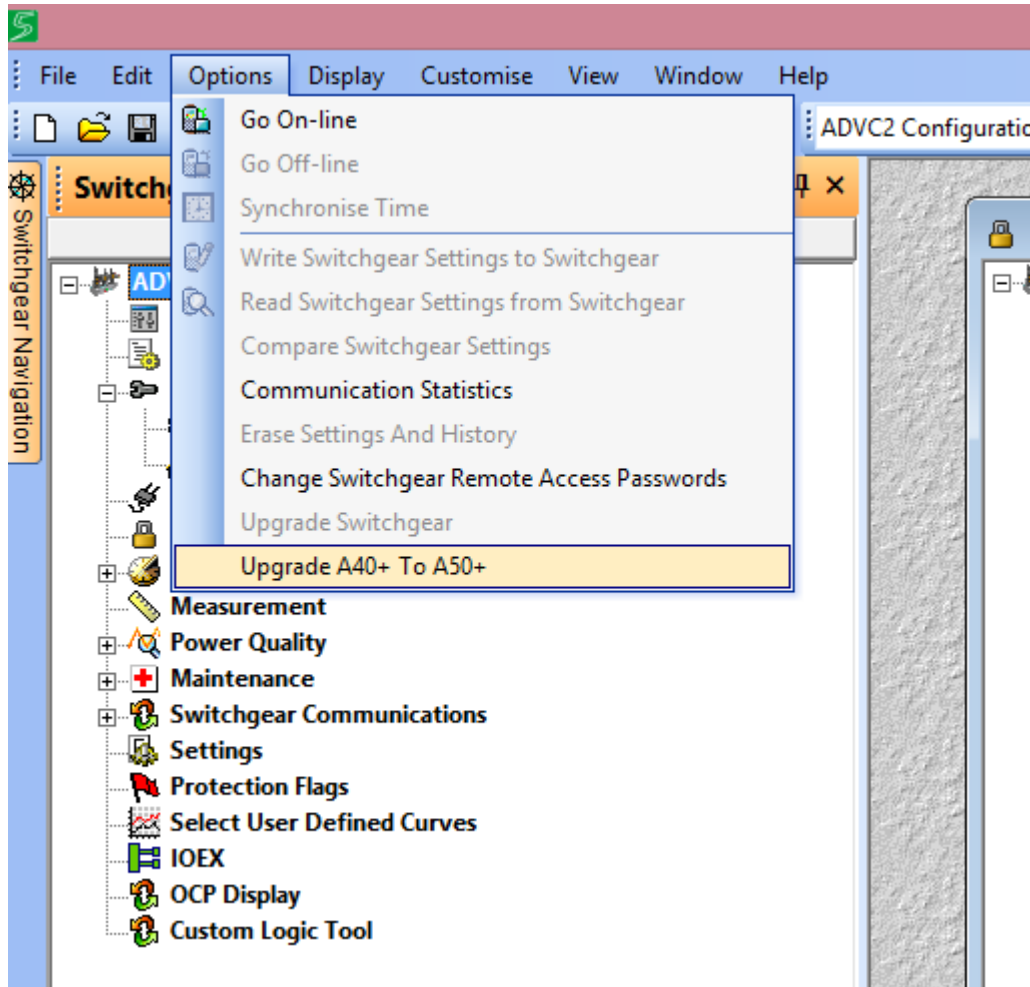 File Edit Options Display Customise View Window Help
Go On-line
ADVC2 Configuratio
Go Off-line
Switch
Synchronise Time
Write Switchgear Settings to Switchgear
AD
Read Switchgear Settings from Switchgear
Compare Switchgear Settings
Communication Statistics
Erase Settings And History
Change Switchgear Remote Access Passwords
Upgrade Switchgear
Upgrade A40+ To A50+
Switchgear Navigation
Measurement
Power Quality
Maintenance
Switchgear Communications
Settings
Protection Flags
Select User Defined Curves
IOEX
OCP Display
Custom Logic Tool